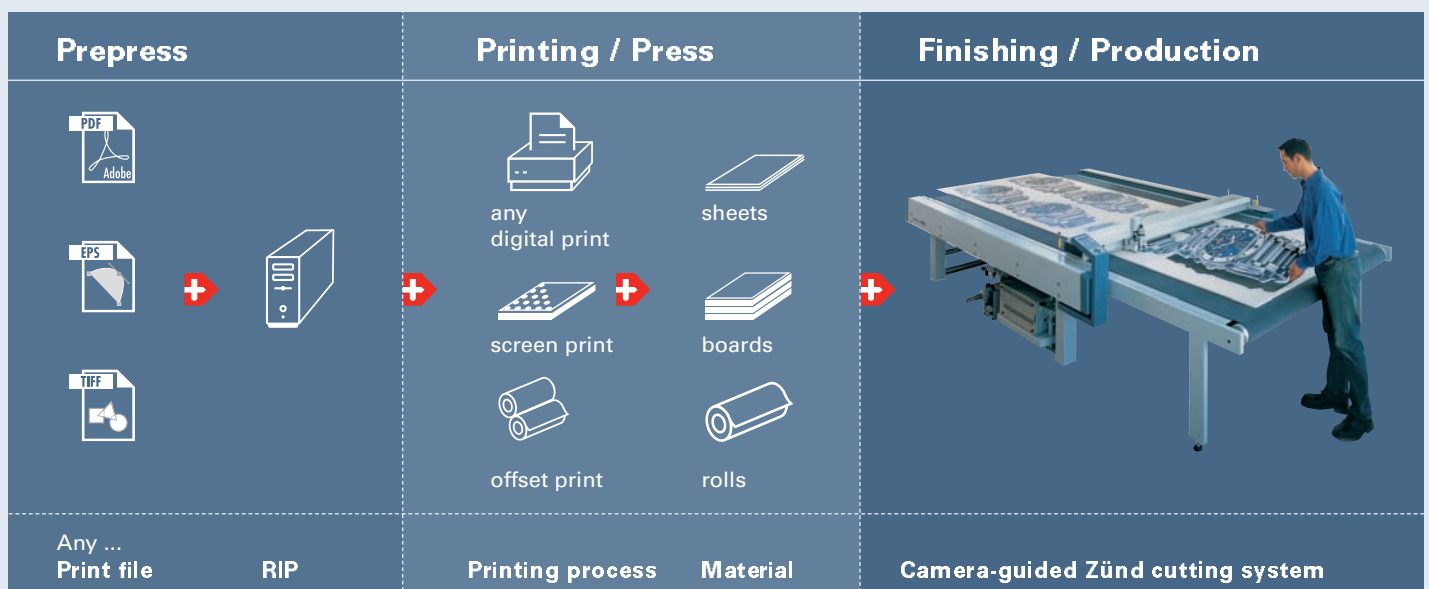 Prepress
Printing / Press
Finishing / Production
PDF
Adobe
EPS
TIFF
any
digital print
sheets
screen print
boards
offset print
rolls
Any ...
Print file
RIP
Printing process
Material
Camera-guided Zünd cutting system